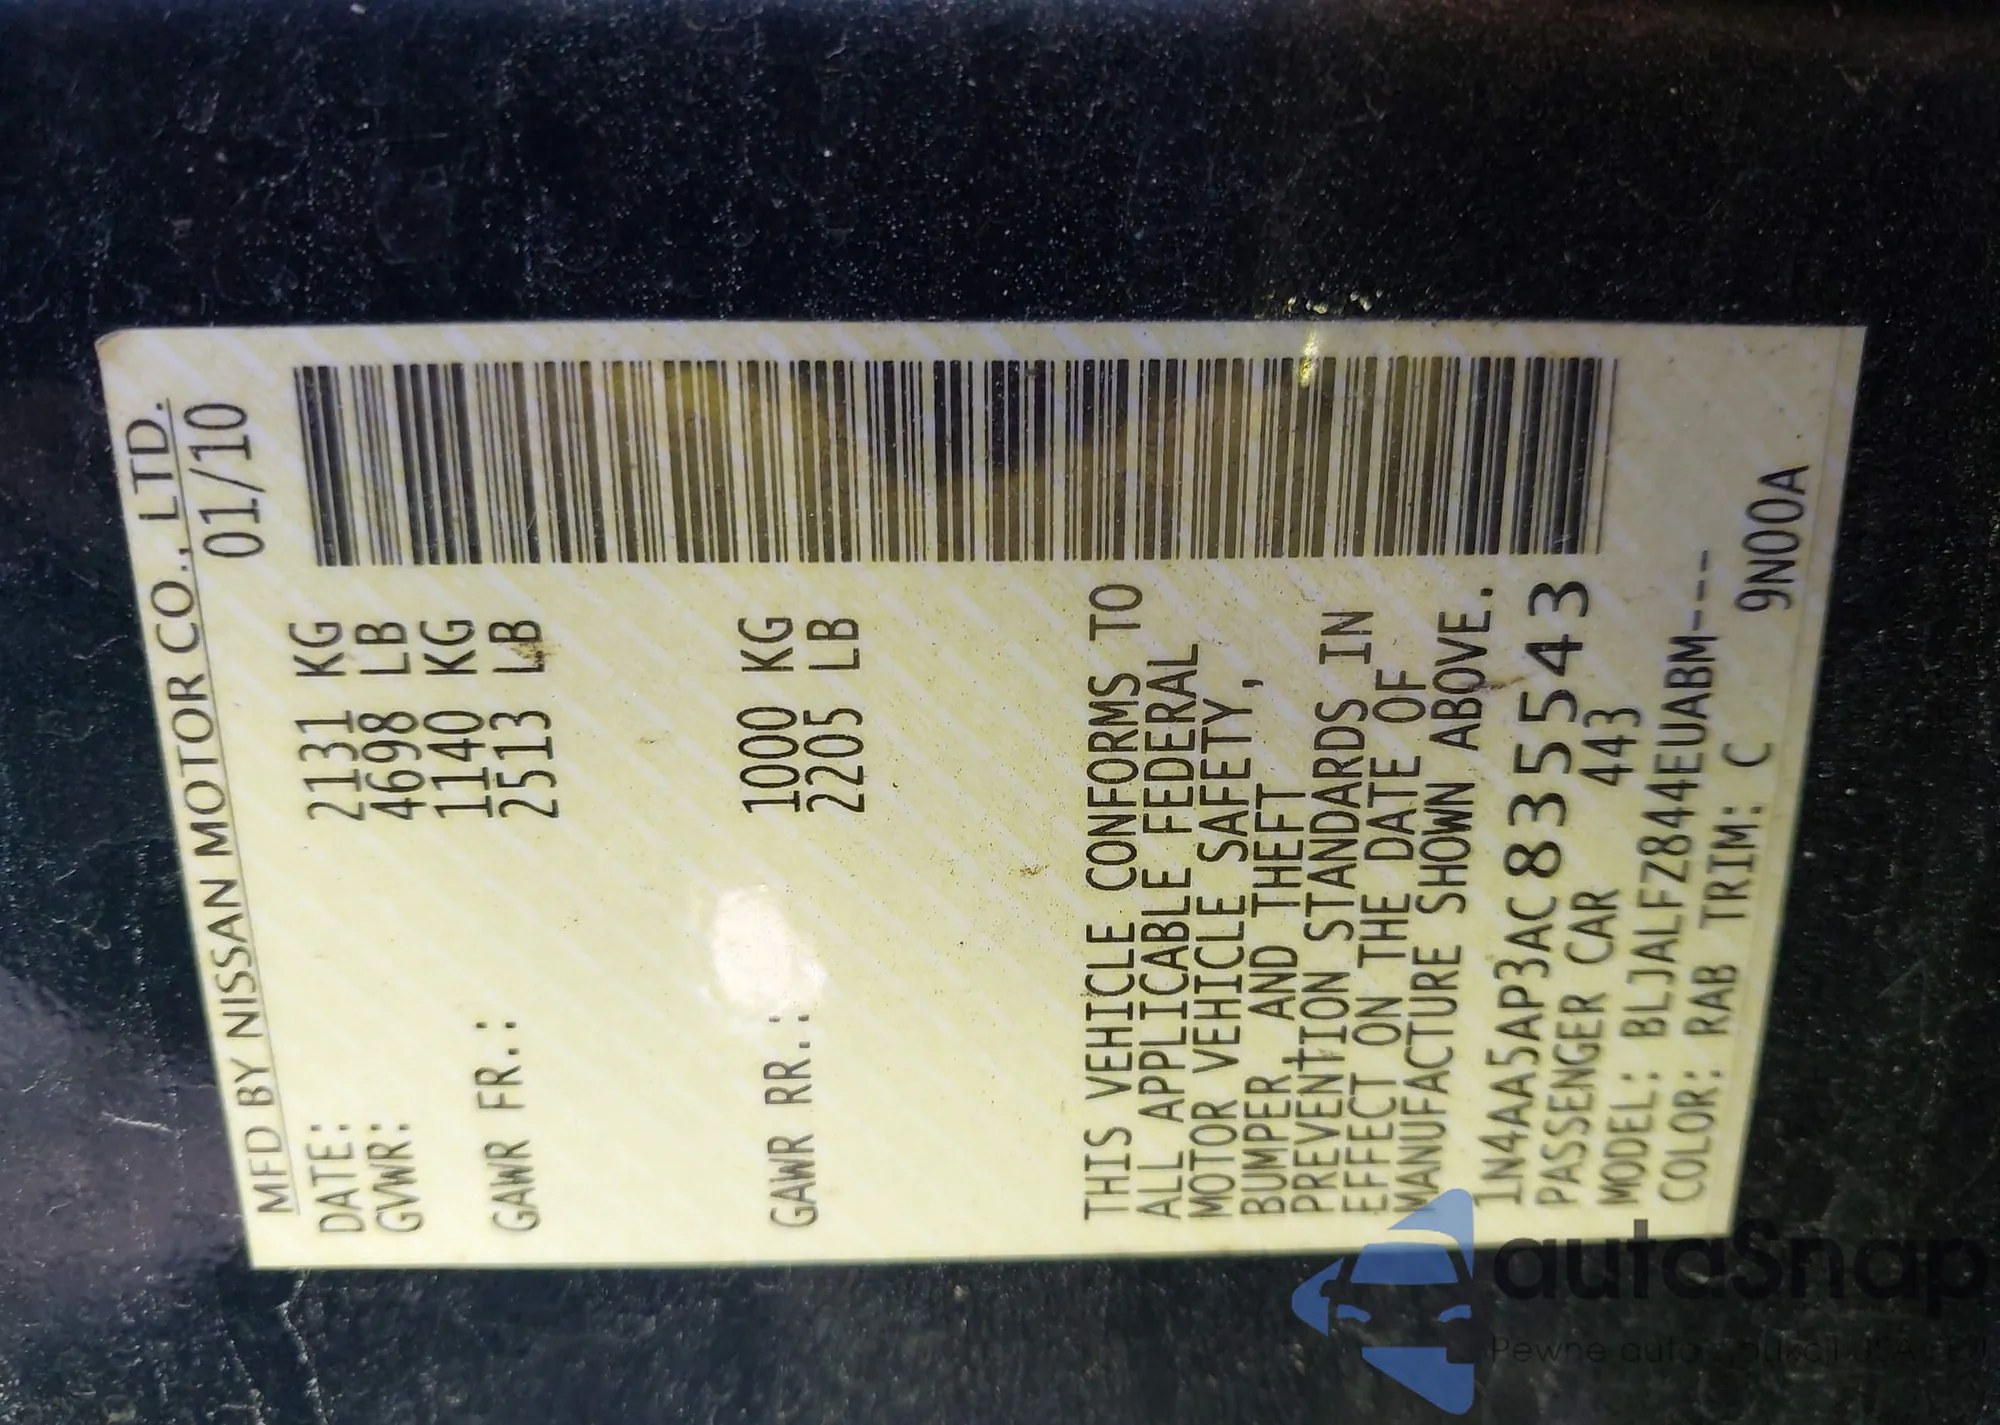 MFD BY NISSAN MOTOR CO., LTD.
DATE: 01/10
GVWR: 2131 KG
4698 LB
GAWR FR.: 1140 KG
2513 LB
GAWR RR.: 1000 KG
2205 LB
THIS VEHICLE CONFORMS TO
ALL APPLICABLE FEDERAL
MOTOR VEHICLE SAFETY,
BUMPER AND THEFT
PREVENTION STANDARDS IN
EFFECT ON THE DATE OF
MANUFACTURE SHOWN ABOVE.
1N4AA5AP3AC835543
PASSENGER CAR 443
MODEL: BLJALFZ844EUABM---
COLOR: RAB TRIM: C 9N00A
autaSnap
Pewne auto